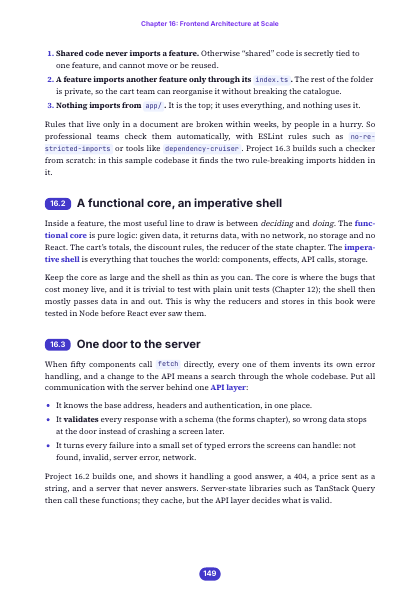 Chapter 16: Frontend Architecture at Scale
1. Shared code never imports a feature. Otherwise “shared” code is secretly tied to
one feature, and cannot move or be reused.
2. A feature imports another feature only through its index.ts. The rest of the folder
is private, so the cart team can reorganise it without breaking the catalogue.
3. Nothing imports from app/. It is the top; it uses everything, and nothing uses it.
Rules that live only in a document are broken within weeks, by people in a hurry. So
professional teams check them automatically, with ESLint rules such as no-re-
stricted-imports or tools like dependency-cruiser. Project 16.3 builds such a checker
from scratch: in this sample codebase it finds the two rule-breaking imports hidden in
it.
16.2 A functional core, an imperative shell
Inside a feature, the most useful line to draw is between deciding and doing. The func-
tional core is pure logic: given data, it returns data, with no network, no storage and no
React. The cart’s totals, the discount rules, the reducer of the state chapter. The impera-
tive shell is everything that touches the world: components, effects, API calls, storage.
Keep the core as large and the shell as thin as you can. The core is where the bugs that
cost money live, and it is trivial to test with plain unit tests (Chapter 12); the shell then
mostly passes data in and out. This is why the reducers and stores in this book were
tested in Node before React ever saw them.
16.3 One door to the server
When fifty components call fetch directly, every one of them invents its own error
handling, and a change to the API means a search through the whole codebase. Put all
communication with the server behind one API layer:
• It knows the base address, headers and authentication, in one place.
• It validates every response with a schema (the forms chapter), so wrong data stops
at the door instead of crashing a screen later.
• It turns every failure into a small set of typed errors the screens can handle: not
found, invalid, server error, network.
Project 16.2 builds one, and shows it handling a good answer, a 404, a price sent as a
string, and a server that never answers. Server-state libraries such as TanStack Query
then call these functions; they cache, but the API layer decides what is valid.
149